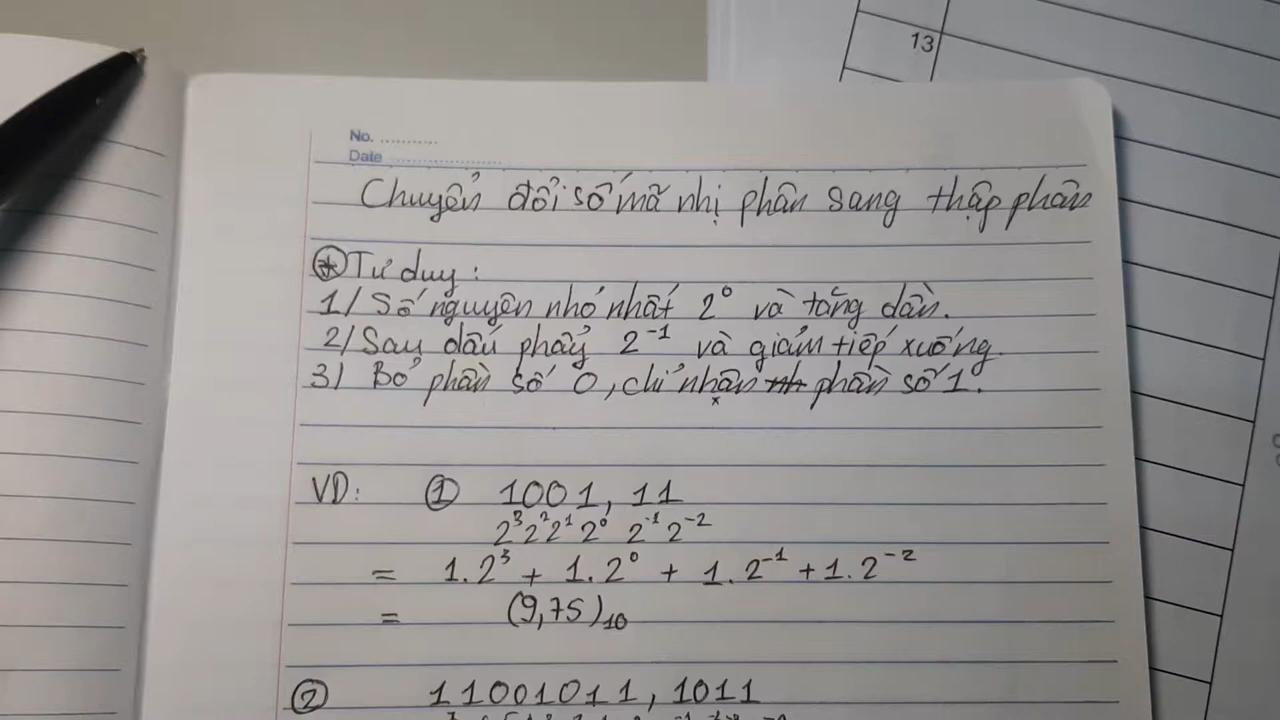 13
No. ...........
Date ......................
Chuyển đổi số mã nhị phân sang thập phân
* Tư duy :
1/ Số nguyên nhỏ nhất 2⁰ và tăng dần.
2/ Sau dấu phẩy 2⁻¹ và giảm tiếp xuống.
3/ Bỏ phần số 0, chỉ nhận phần số 1.
VD: ① 1001, 11
2³2²2¹2⁰ 2⁻¹2⁻²
= 1.2³ + 1.2⁰ + 1.2⁻¹ + 1.2⁻²
= (9,75)₁₀
② 11001011, 1011